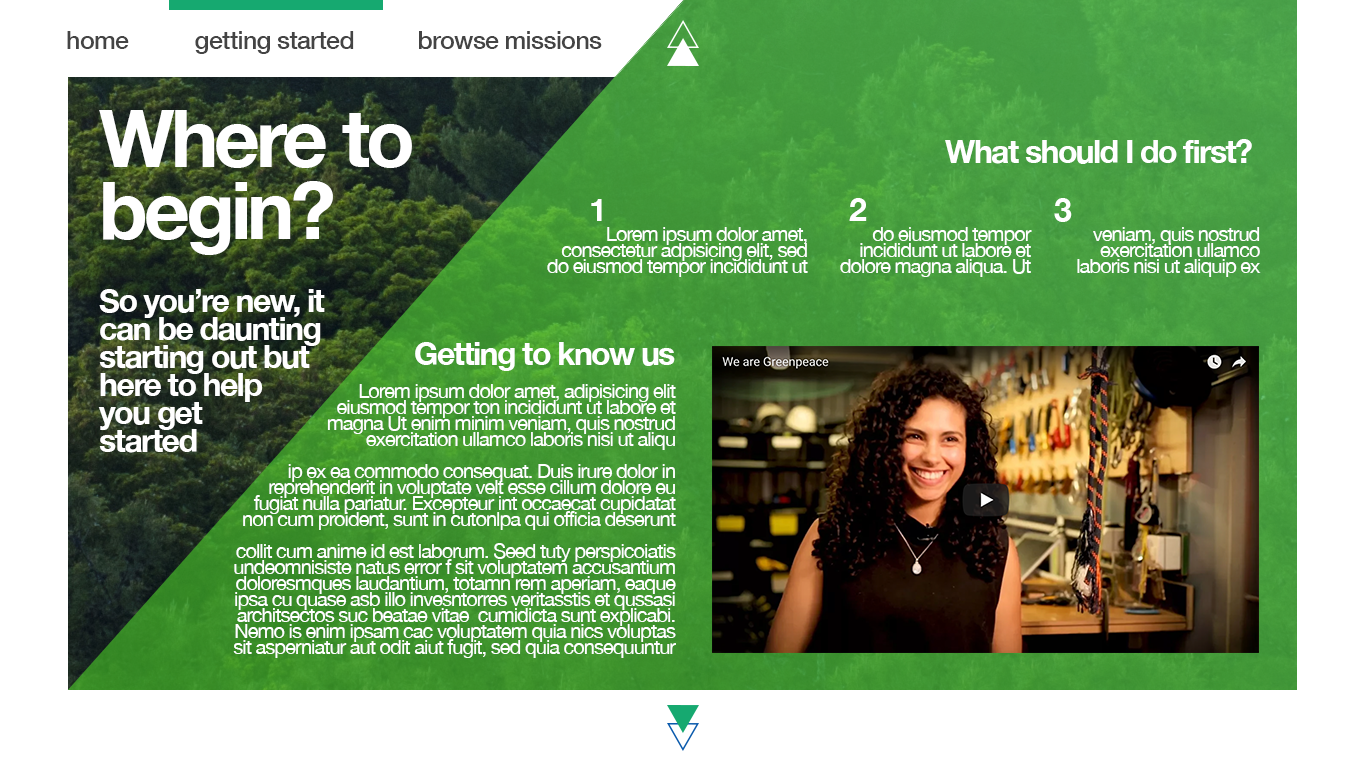 home
getting started
browse missions
Where to
begin?
So you're new, it
can be daunting
starting out but
here to help
you get
started
What should I do first?
1
Lorem ipsum dolor amet,
consectetur adpisicing elit, sed
do eiusmod tempor incididunt ut
2
do eiusmod tempor
incididunt ut labore et
dolore magna aliqua. Ut
3
veniam, quis nostrud
exercitation ullamco
laboris nisi ut aliquip ex
Getting to know us
Lorem ipsum dolor amet, adipisicing elit
eiusmod tempor ton incididunt ut labore et
magna Ut enim minim veniam, quis nostrud
exercitation ullamco laboris nisi ut aliqu
ip ex ea commodo consequat. Duis irure dolor in
reprehenderit in voluptate velt esse cillum dolore eu
fugiat nulla pariatur. Excepteur int occaecat cupidatat
non cum proident, sunt in cutonlpa qui officia deserunt
collit cum anime id est laborum. Seed tuty perspicoiatis
undeomnisiste natus error f sit voluptatem accusantium
doloresmques laudantium, totamn rem aperiam, eaque
ipsa cu quase asb illo invesntorres veritasstis et qussasi
architsectos suc beatae vitae  cumidicta sunt explicabi.
Nemo is enim ipsam cac voluptatem quia nics voluptas
sit asperniatur aut odit aiut fugit, sed quia consequuntur
We are Greenpeace